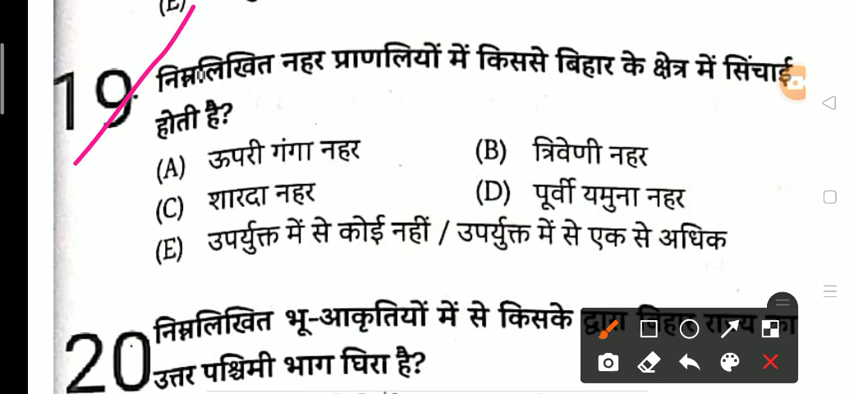 (E)
19 निम्नलिखित नहर प्राणलियों में किससे बिहार के क्षेत्र में सिंचाई
होती है?
(A) ऊपरी गंगा नहर (B) त्रिवेणी नहर
(C) शारदा नहर (D) पूर्वी यमुना नहर
(E) उपर्युक्त में से कोई नहीं / उपर्युक्त में से एक से अधिक
20 निम्नलिखित भू-आकृतियों में से किसके द्वारा बिहार राज्य का
उत्तर पश्चिमी भाग घिरा है?